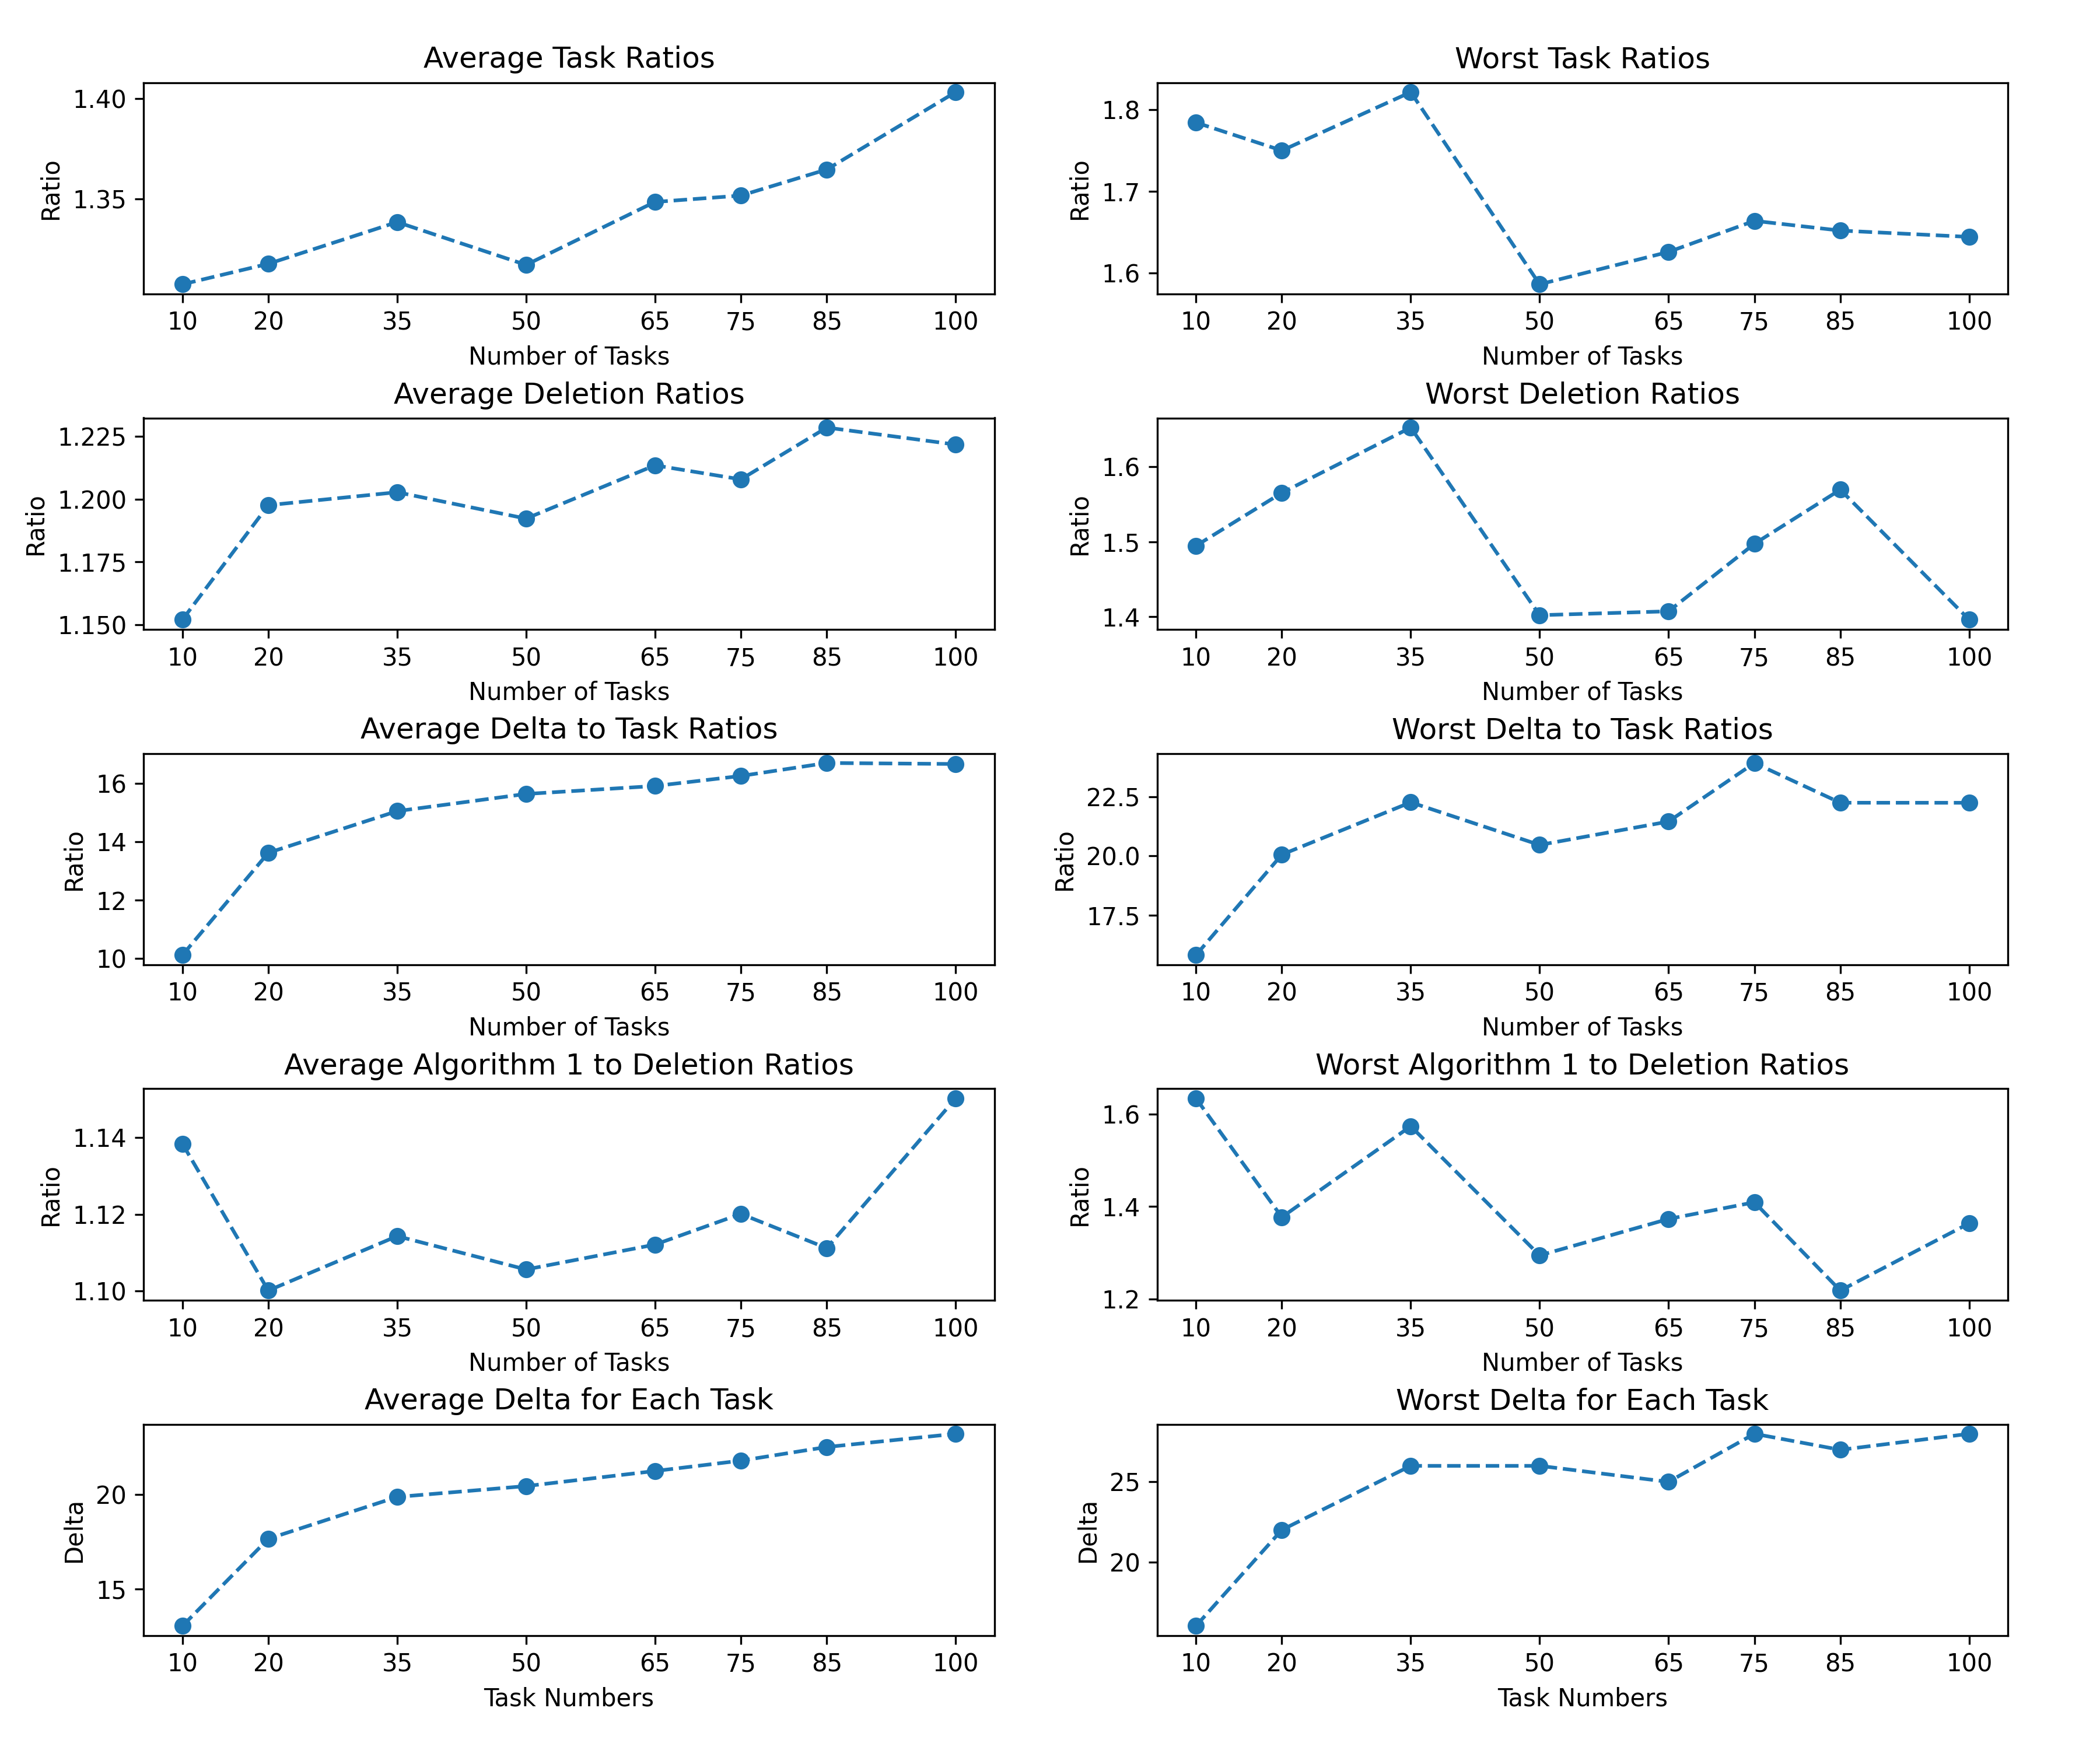 Average Task Ratios
Ratio
1.40
1.35
10 20 35 50 65 75 85 100
Number of Tasks
Worst Task Ratios
Ratio
1.8
1.7
1.6
10 20 35 50 65 75 85 100
Number of Tasks
Average Deletion Ratios
Ratio
1.225
1.200
1.175
1.150
10 20 35 50 65 75 85 100
Number of Tasks
Worst Deletion Ratios
Ratio
1.6
1.5
1.4
10 20 35 50 65 75 85 100
Number of Tasks
Average Delta to Task Ratios
Ratio
16
14
12
10
10 20 35 50 65 75 85 100
Number of Tasks
Worst Delta to Task Ratios
Ratio
22.5
20.0
17.5
10 20 35 50 65 75 85 100
Number of Tasks
Average Algorithm 1 to Deletion Ratios
Ratio
1.14
1.12
1.10
10 20 35 50 65 75 85 100
Number of Tasks
Worst Algorithm 1 to Deletion Ratios
Ratio
1.6
1.4
1.2
10 20 35 50 65 75 85 100
Number of Tasks
Average Delta for Each Task
Delta
20
15
10 20 35 50 65 75 85 100
Task Numbers
Worst Delta for Each Task
Delta
25
20
10 20 35 50 65 75 85 100
Task Numbers